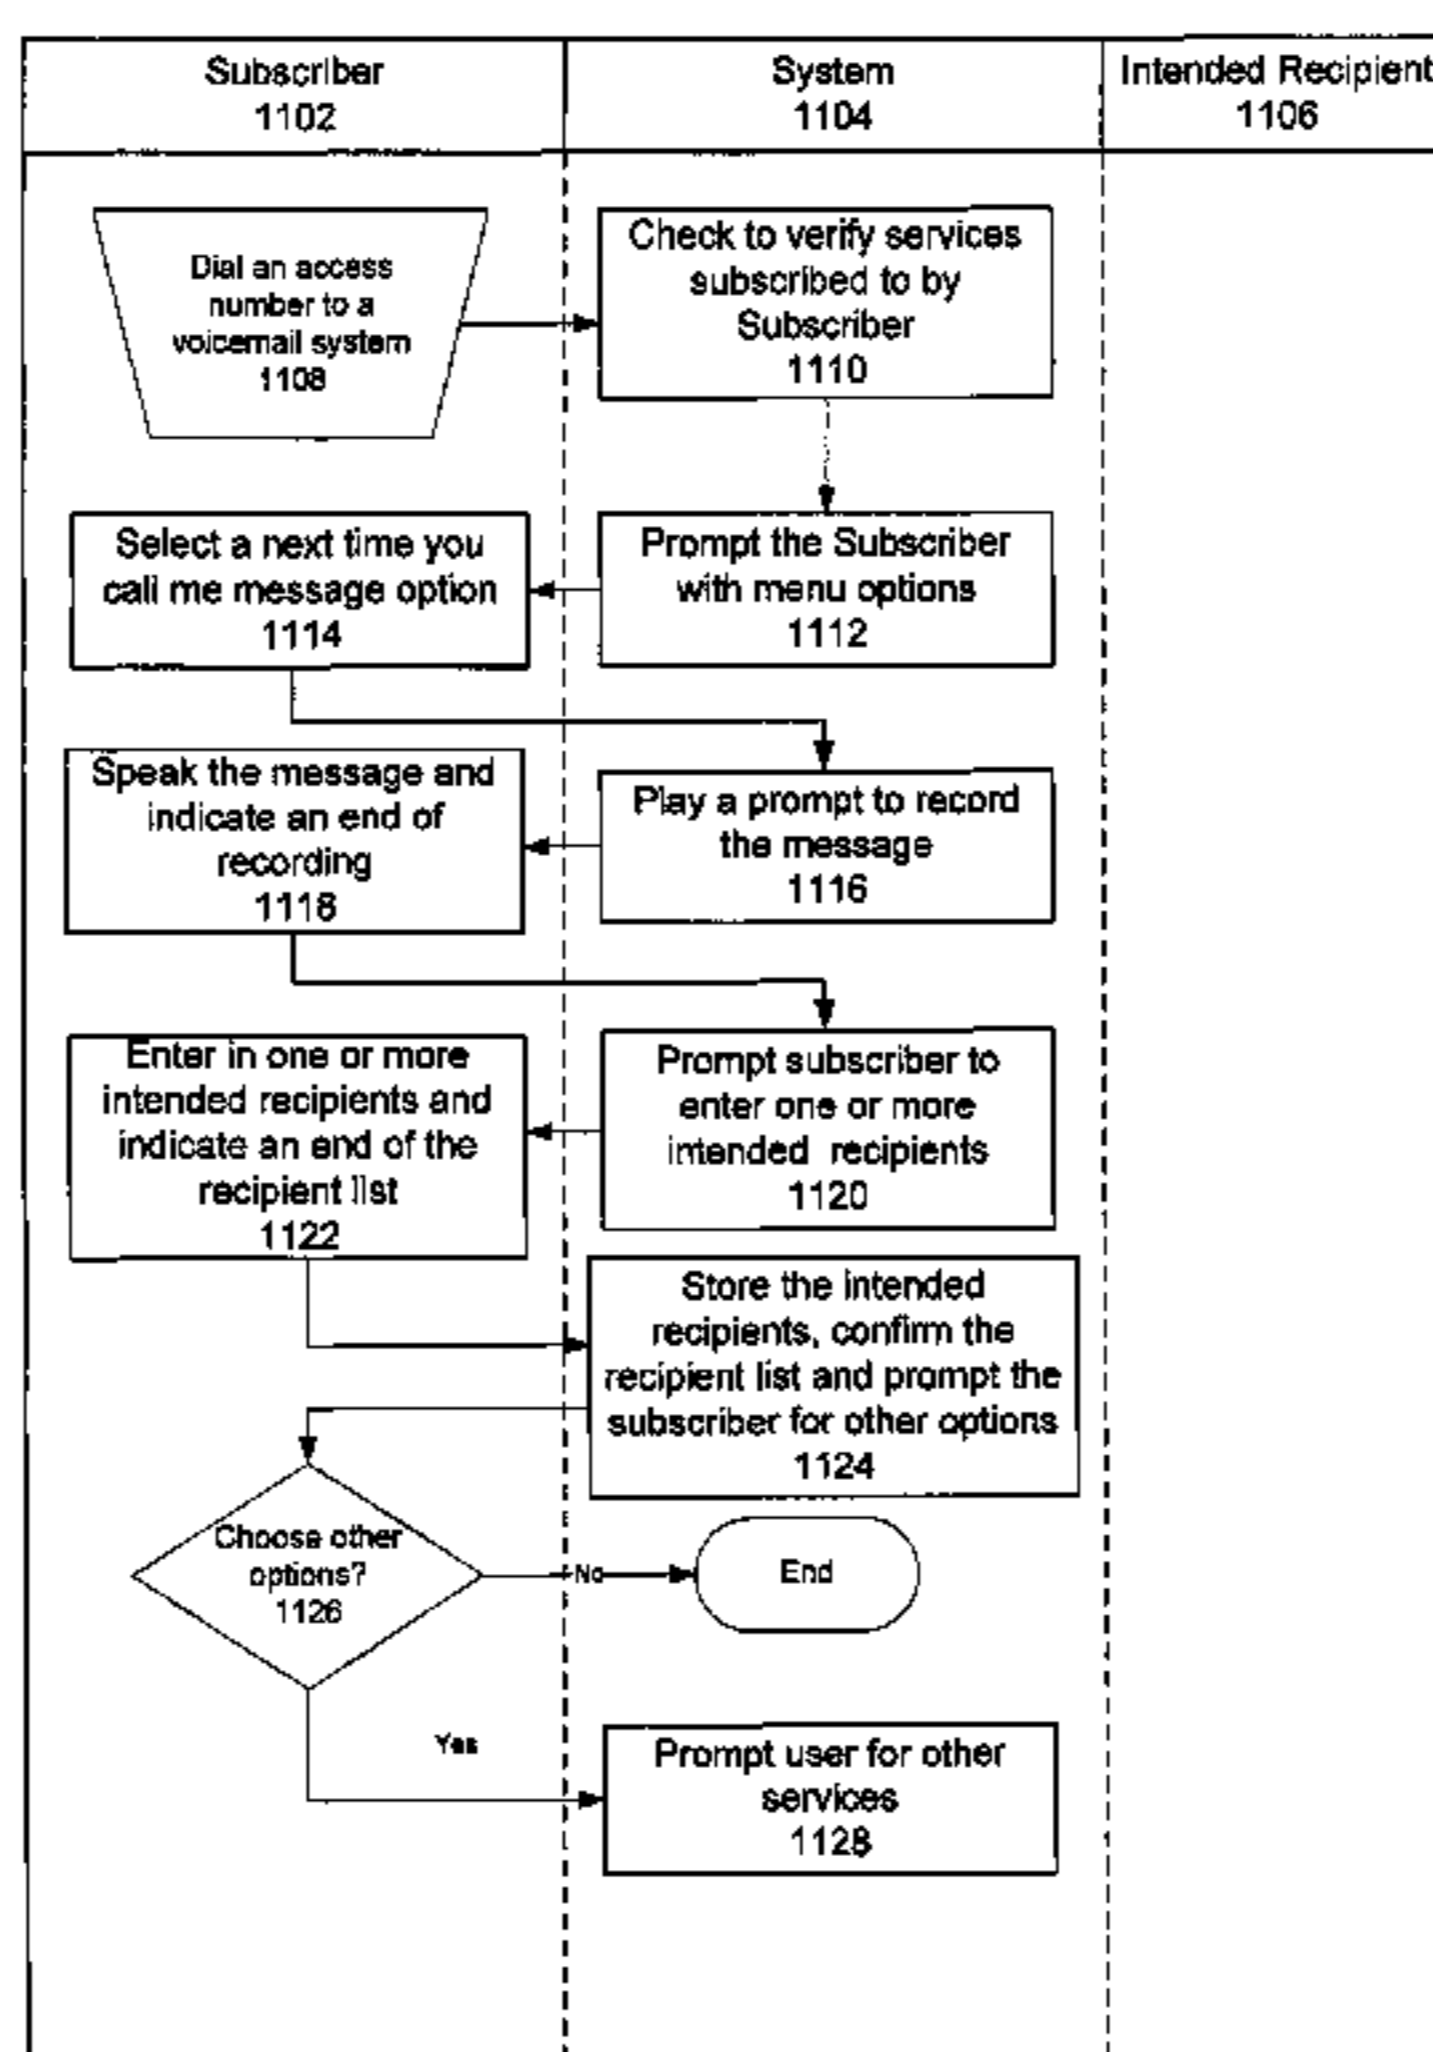 Subscriber
1102
System
1104
Intended Recipient
1106
Dial an access
number to a
voicemail system
1108
Check to verify services
subscribed to by
Subscriber
1110
Select a next time you
call me message option
1114
Prompt the Subscriber
with menu options
1112
Speak the message and
indicate an end of
recording
1118
Play a prompt to record
the message
1116
Enter in one or more
intended recipients and
indicate an end of the
recipient list
1122
Prompt subscriber to
enter one or more
intended recipients
1120
Store the intended
recipients, confirm the
recipient list and prompt the
subscriber for other options
1124
Choose other
options?
1126
No
End
Yes
Prompt user for other
services
1128